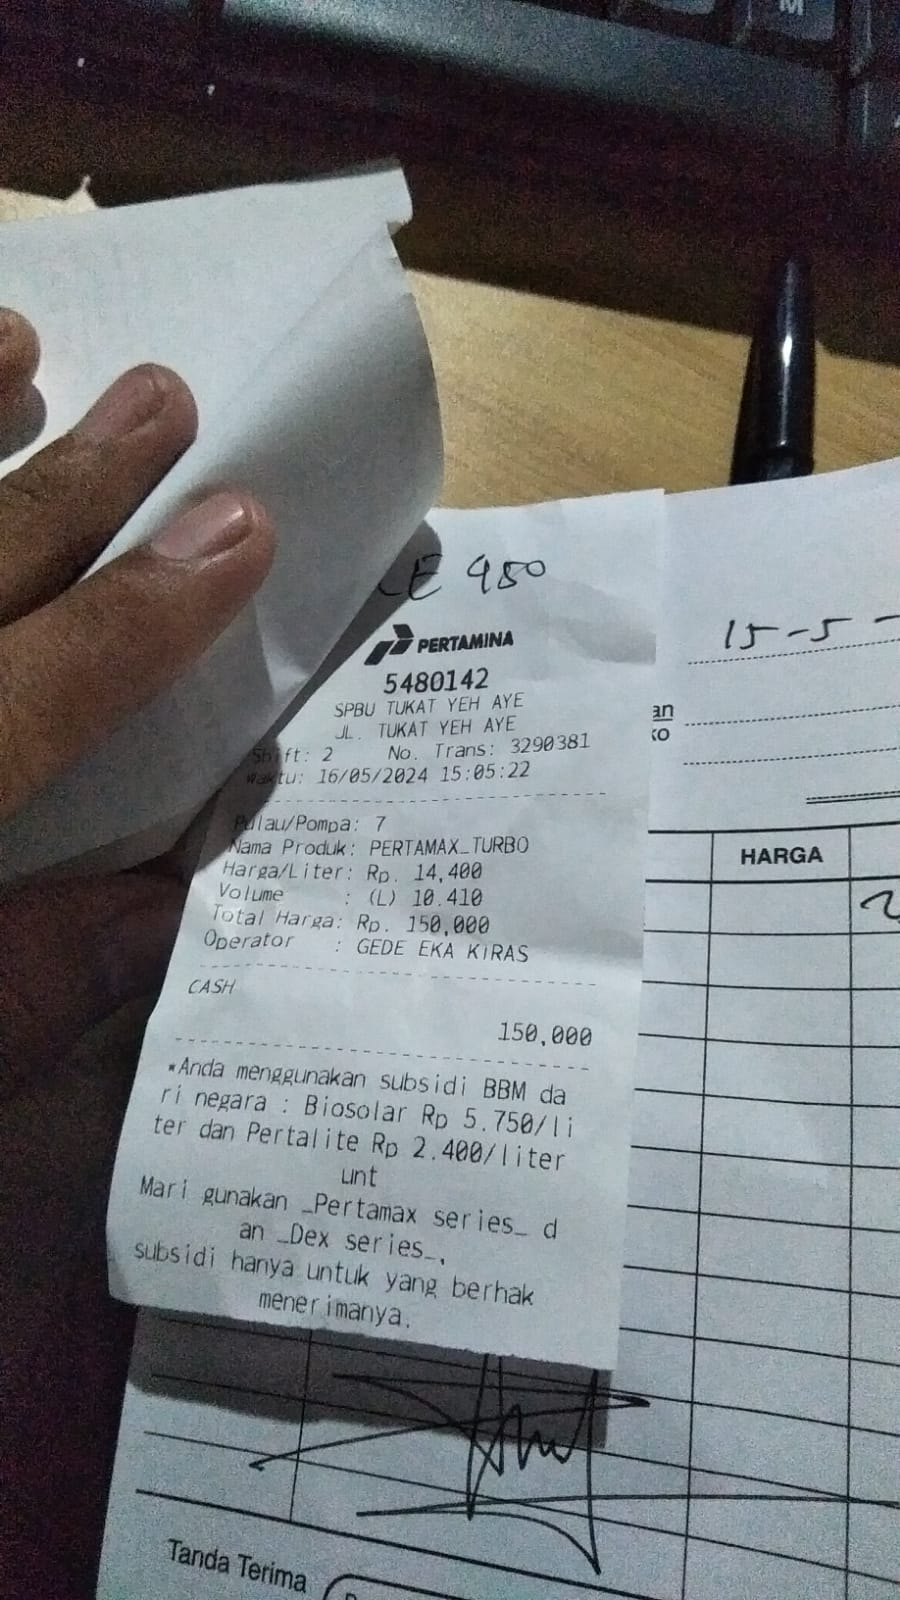 M
E 980
PERTAMINA
5480142
SPBU TUKAT YEH AYE
JL. TUKAT YEH AYE
Shift: 2 No. Trans: 3290381
Waktu: 16/05/2024 15:05:22
Pulau/Pompa: 7
Nama Produk: PERTAMAX_TURBO
Harga/Liter: Rp. 14,400
Volume : (L) 10.410
Total Harga: Rp. 150,000
Operator : GEDE EKA KIRAS
CASH
150,000
*Anda menggunakan subsidi BBM da
ri negara : Biosolar Rp 5.750/li
ter dan Pertalite Rp 2.400/liter
unt
Mari gunakan _Pertamax series_ d
an _Dex series_,
subsidi hanya untuk yang berhak
menerimanya.
15-5-
an
ko
HARGA
Tanda Terima